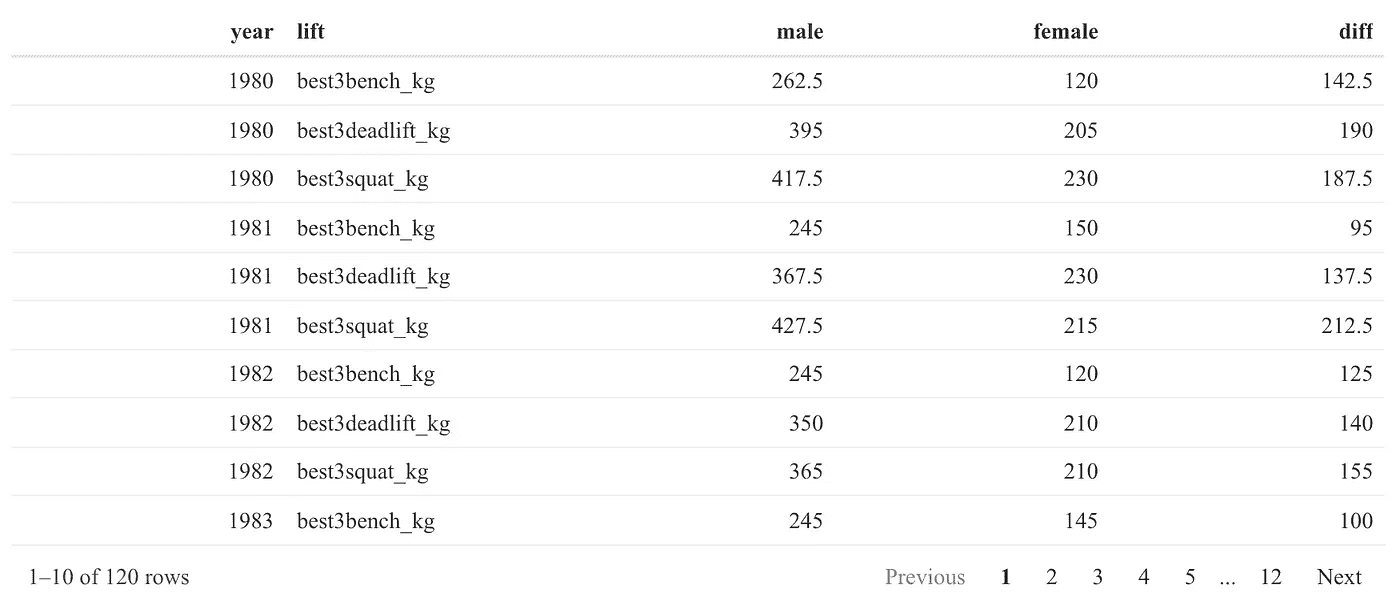 year lift male female diff
1980 best3bench_kg 262.5 120 142.5
1980 best3deadlift_kg 395 205 190
1980 best3squat_kg 417.5 230 187.5
1981 best3bench_kg 245 150 95
1981 best3deadlift_kg 367.5 230 137.5
1981 best3squat_kg 427.5 215 212.5
1982 best3bench_kg 245 120 125
1982 best3deadlift_kg 350 210 140
1982 best3squat_kg 365 210 155
1983 best3bench_kg 245 145 100
1–10 of 120 rows Previous 1 2 3 4 5 ... 12 Next